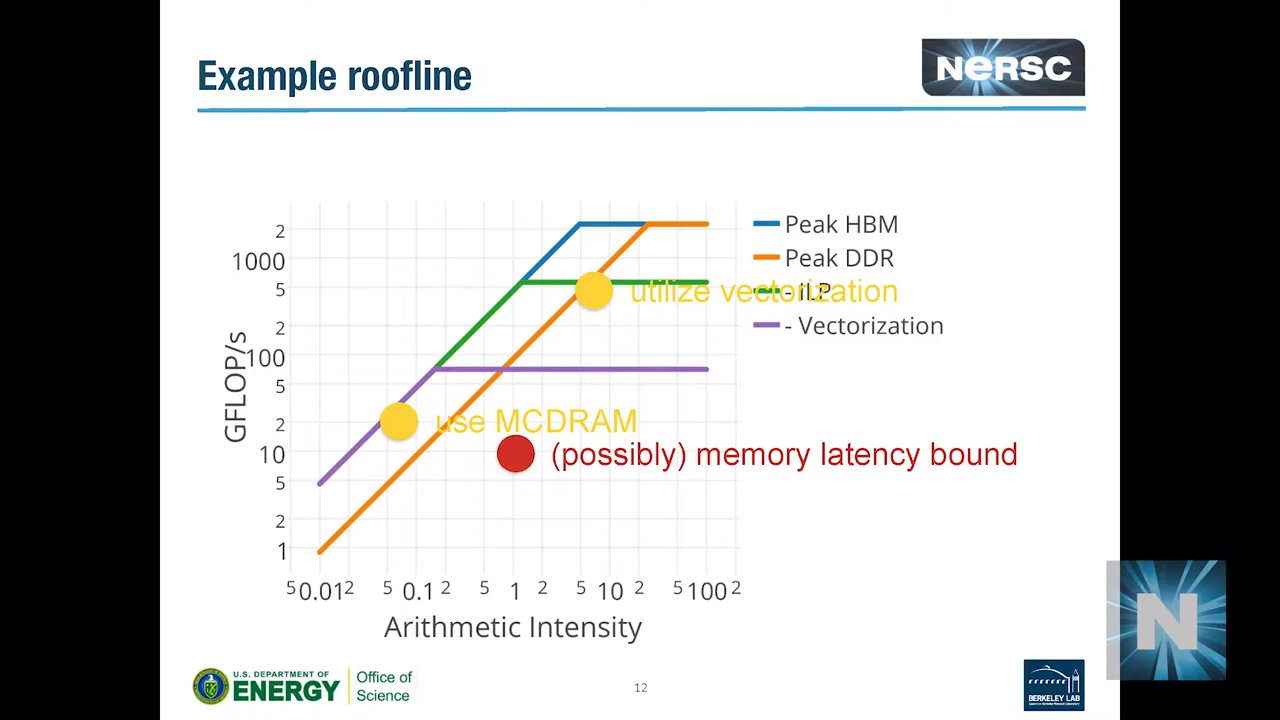 Example roofline
NERSC
2
1000
5
2
100
5
2
10
5
2
1
GFLOP/s
5 0.01 2 5 0.1 2 5 1 2 5 10 2 5 100 2
Arithmetic Intensity
Peak HBM
Peak DDR
- ILP
- Vectorization
utilize vectorization
use MCDRAM
(possibly) memory latency bound
N
U.S. DEPARTMENT OF
ENERGY
Office of
Science
12
BERKELEY LAB